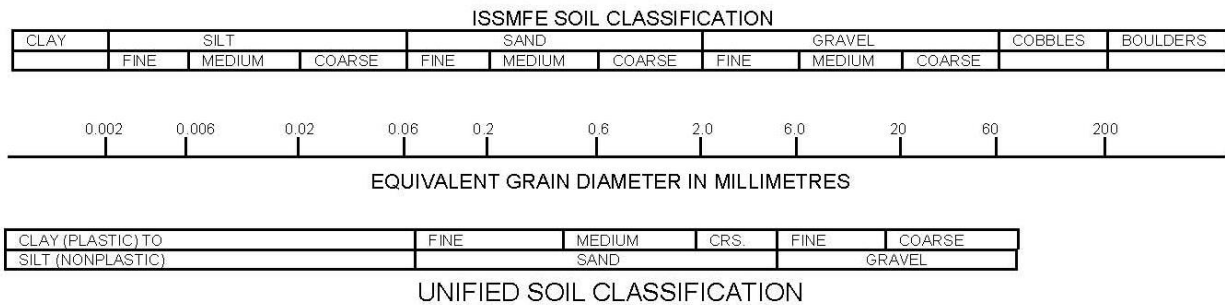 ISSMFE SOIL CLASSIFICATION
CLAY SILT SAND GRAVEL COBBLES BOULDERS
FINE MEDIUM COARSE FINE MEDIUM COARSE FINE MEDIUM COARSE
0.002 0.006 0.02 0.06 0.2 0.6 2.0 6.0 20 60 200
EQUIVALENT GRAIN DIAMETER IN MILLIMETRES
CLAY (PLASTIC) TO FINE MEDIUM CRS. FINE COARSE
SILT (NONPLASTIC) SAND GRAVEL
UNIFIED SOIL CLASSIFICATION